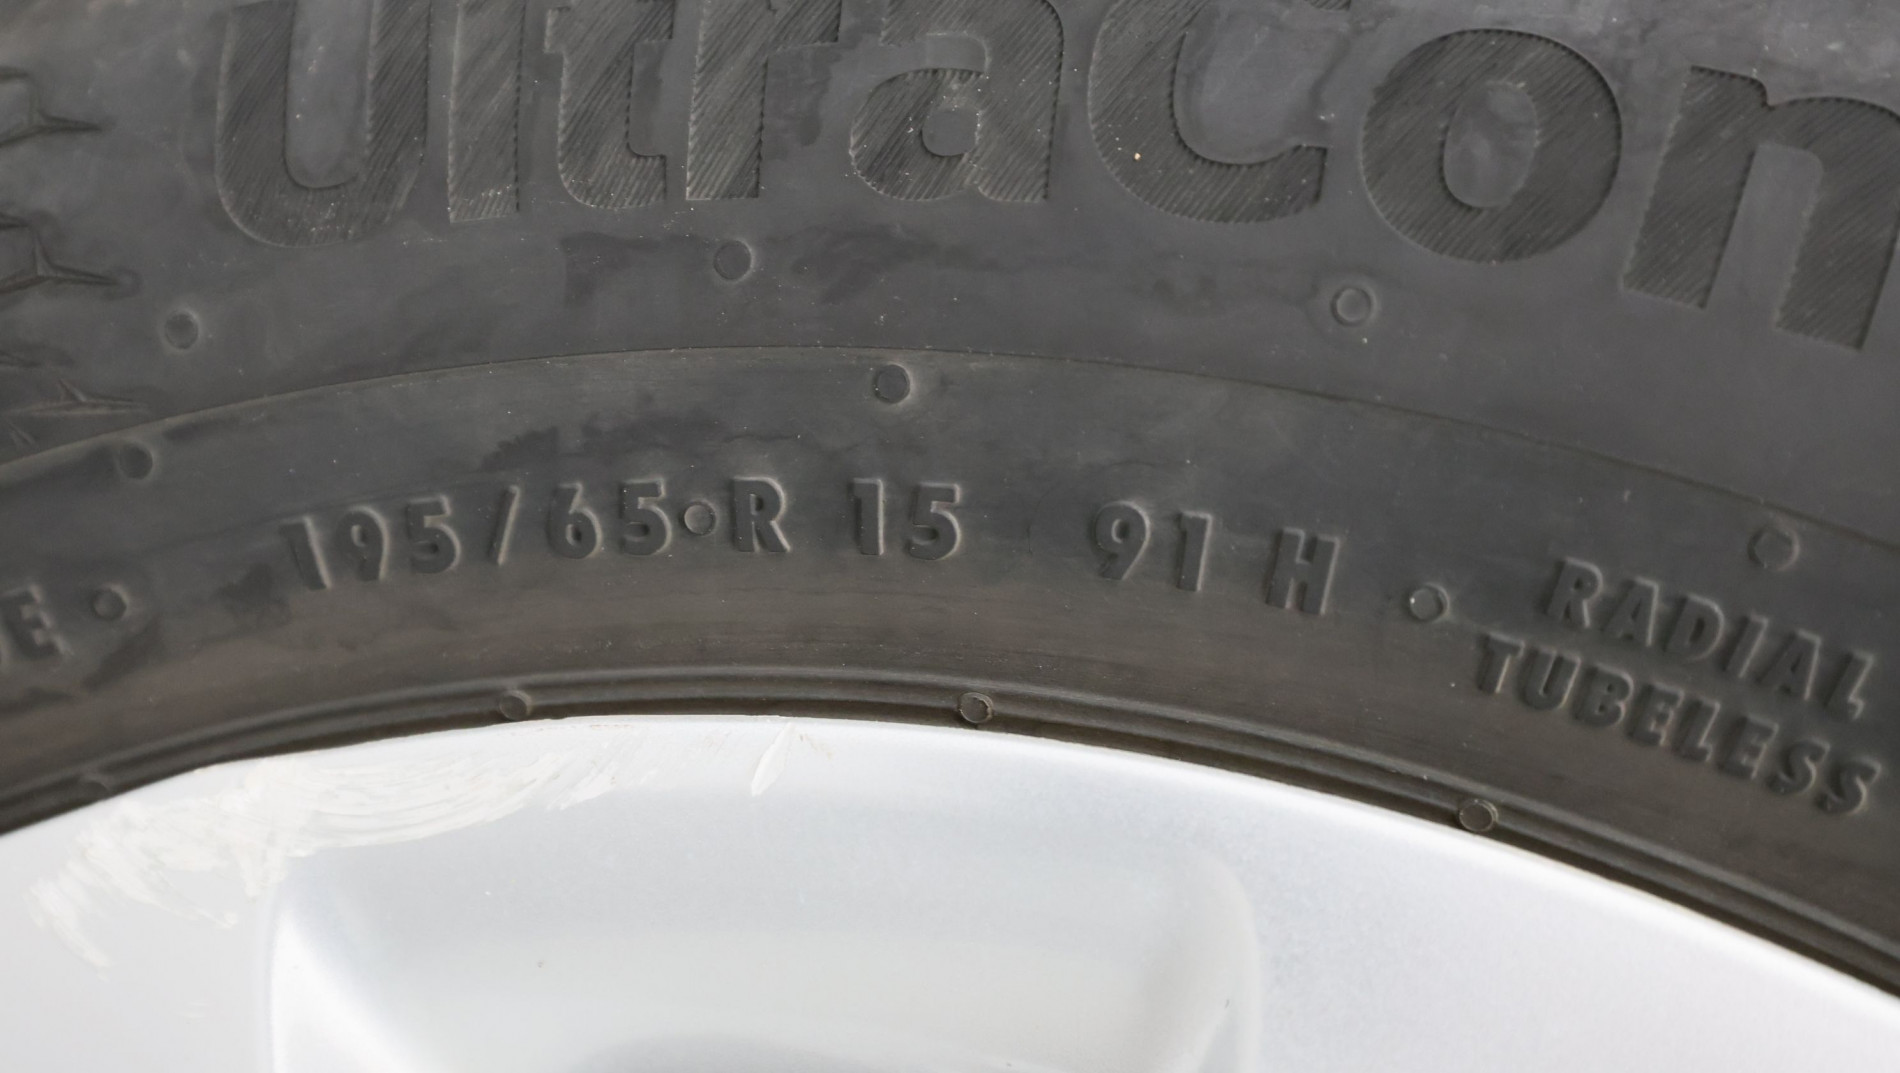 UltraCon
E • 195/65•R 15 91 H • RADIAL
TUBELESS